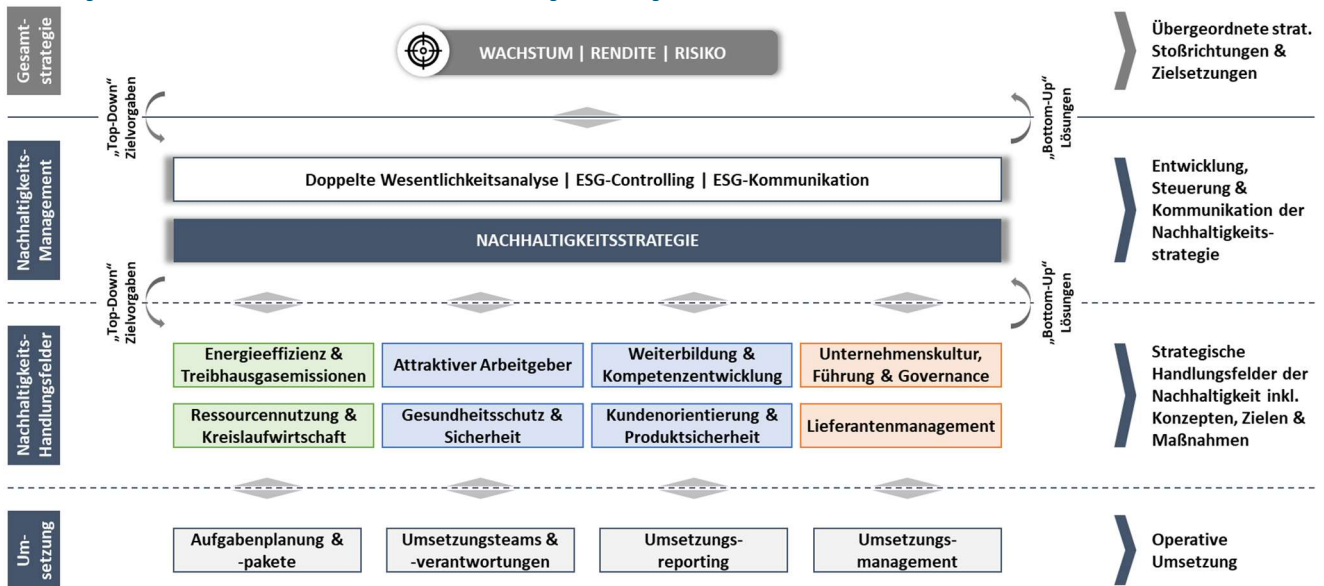 Gesamt-
strategie
WACHSTUM | RENDITE | RISIKO
Übergeordnete strat.
Stoßrichtungen &
Zielsetzungen
„Top-Down“
Zielvorgaben
„Bottom-Up“
Lösungen
Nachhaltigkeits-
Management
Doppelte Wesentlichkeitsanalyse | ESG-Controlling | ESG-Kommunikation
NACHHALTIGKEITSSTRATEGIE
Entwicklung,
Steuerung &
Kommunikation der
Nachhaltigkeits-
strategie
„Top-Down“
Zielvorgaben
„Bottom-Up“
Lösungen
Nachhaltigkeits-
Handlungsfelder
Energieeffizienz &
Treibhausgasemissionen
Attraktiver Arbeitgeber
Weiterbildung &
Kompetenzentwicklung
Unternehmenskultur,
Führung & Governance
Ressourcennutzung &
Kreislaufwirtschaft
Gesundheitsschutz &
Sicherheit
Kundenorientierung &
Produktsicherheit
Lieferantenmanagement
Strategische
Handlungsfelder der
Nachhaltigkeit inkl.
Konzepten, Zielen &
Maßnahmen
Um-
setzung
Aufgabenplanung &
-pakete
Umsetzungsteams &
-verantwortungen
Umsetzungs-
reporting
Umsetzungs-
management
Operative
Umsetzung